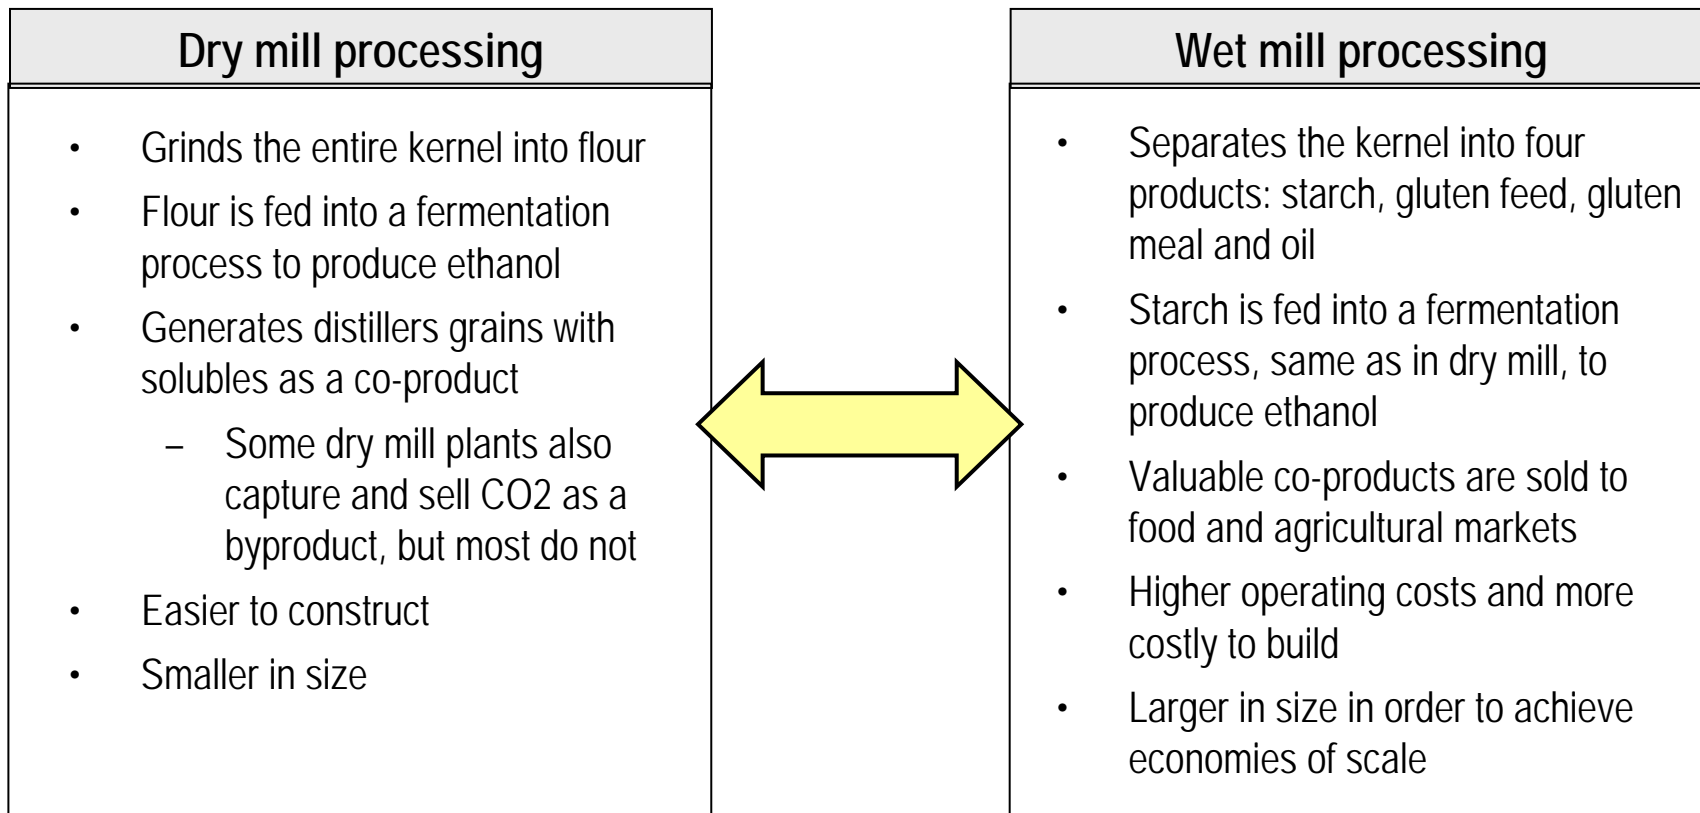 Dry mill processing
• Grinds the entire kernel into flour
• Flour is fed into a fermentation
process to produce ethanol
• Generates distillers grains with
solubles as a co-product
– Some dry mill plants also
capture and sell CO2 as a
byproduct, but most do not
• Easier to construct
• Smaller in size
Wet mill processing
• Separates the kernel into four
products: starch, gluten feed, gluten
meal and oil
• Starch is fed into a fermentation
process, same as in dry mill, to
produce ethanol
• Valuable co-products are sold to
food and agricultural markets
• Higher operating costs and more
costly to build
• Larger in size in order to achieve
economies of scale